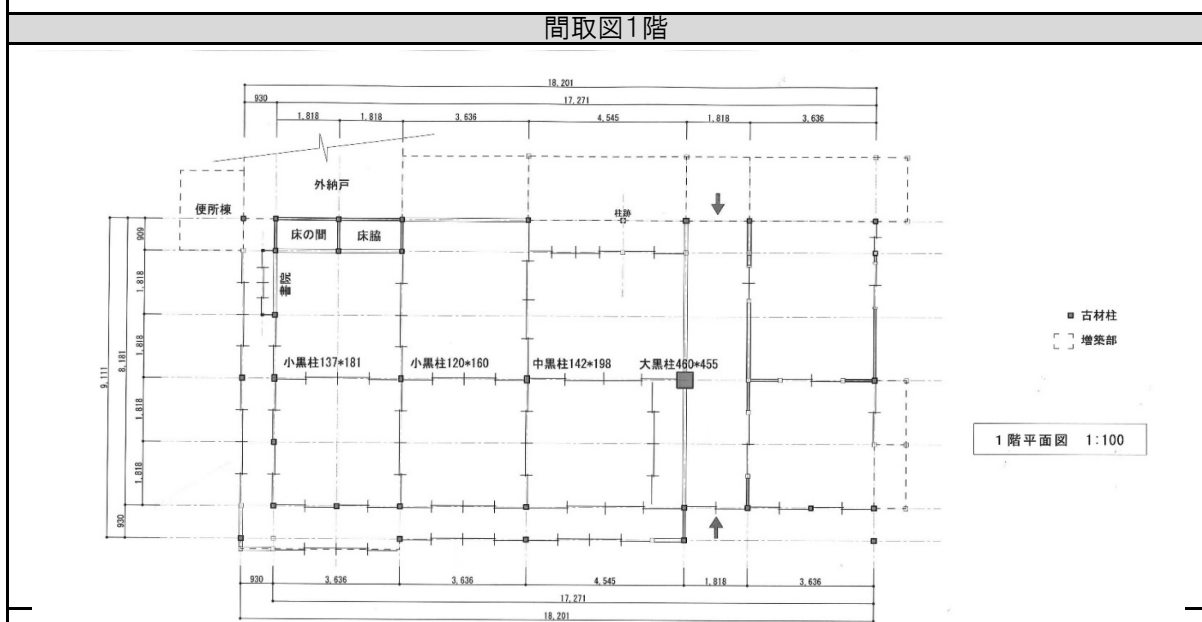 間取図1階
18,201
930
17,271
1,818
1,818
3,636
4,545
1,818
3,636
外納戸
便所棟
柱跡
床の間
床脇
書院
909
1,818
1,818
1,818
1,818
930
8,181
9,111
小黒柱137*181
小黒柱120*160
中黒柱142*198
大黒柱460*455
古材柱
増築部
1階平面図 1:100
930
3,636
3,636
4,545
1,818
3,636
17,271
18,201